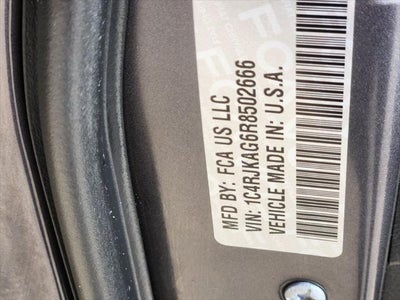 MFD BY: FCA US LLC
VIN: 1C4RJKAG6R8502666
VEHICLE MADE IN: U.S.A.